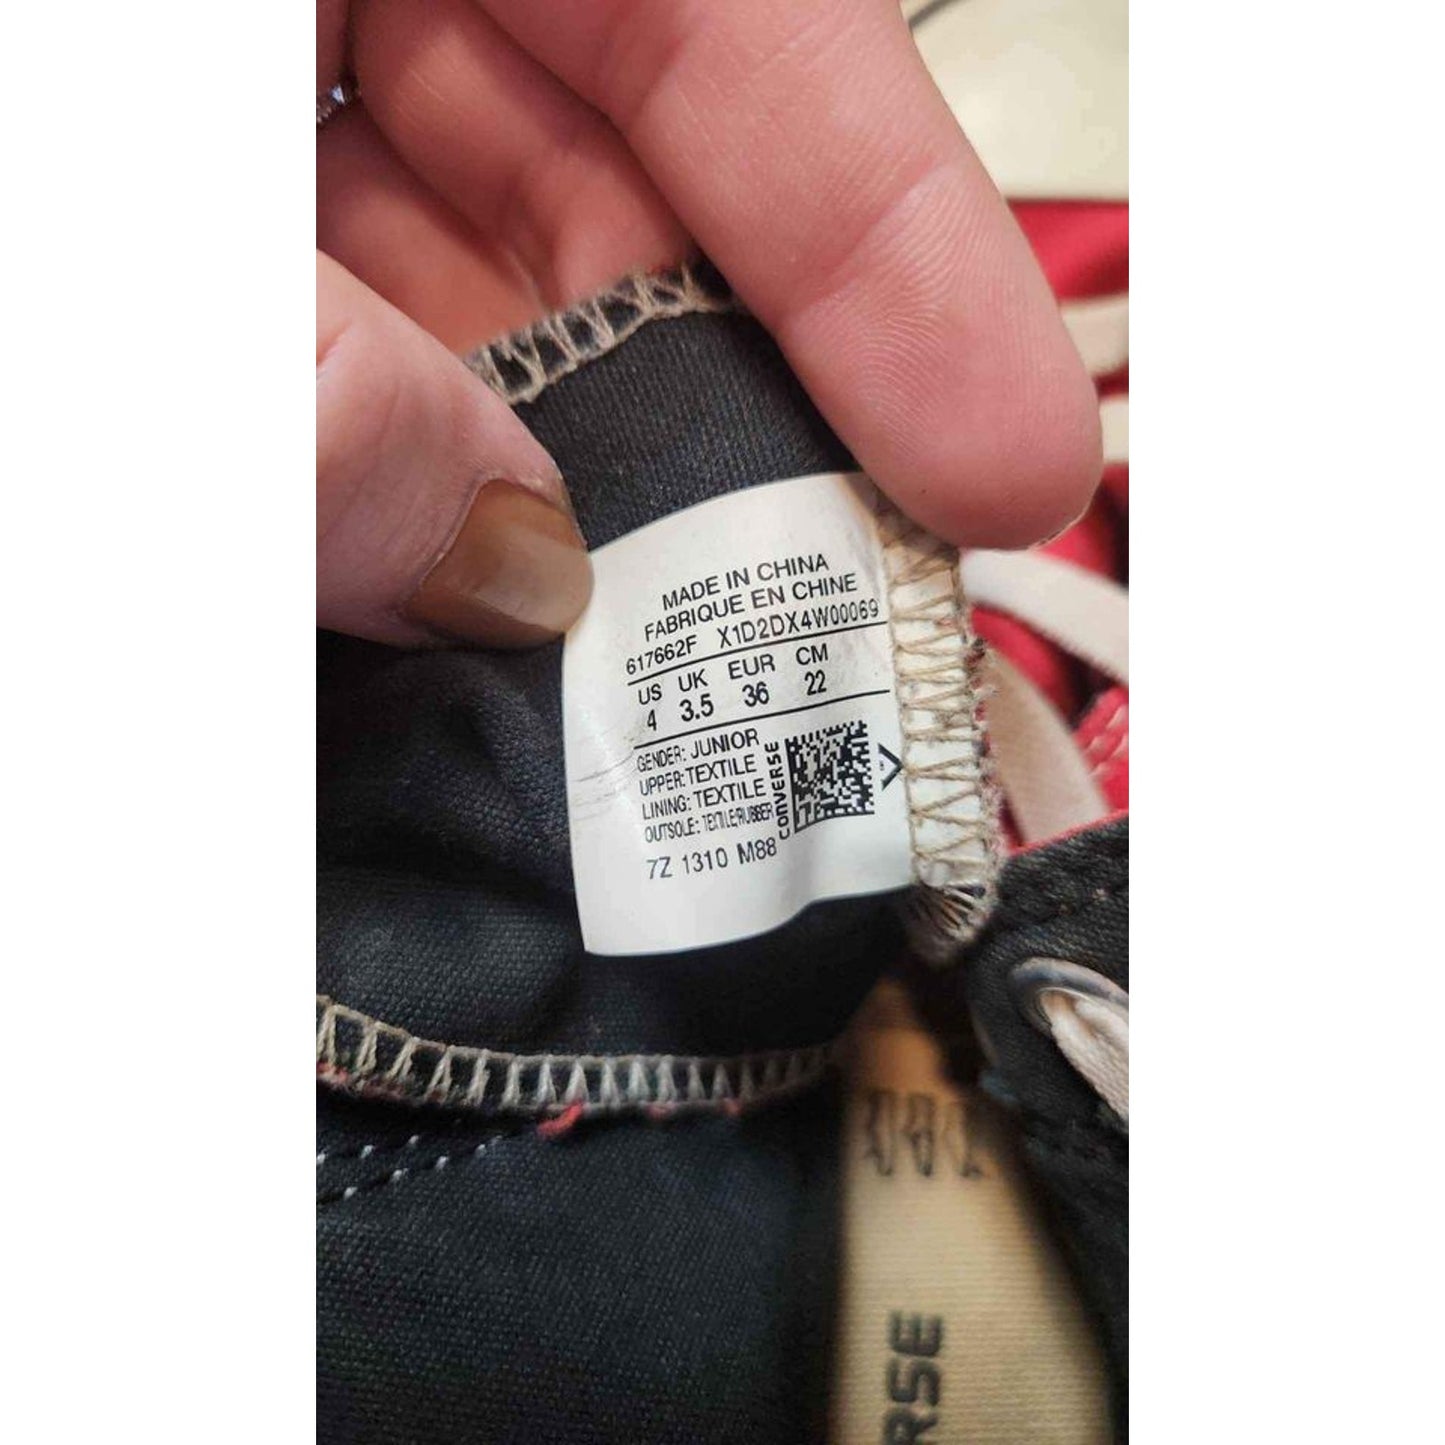 MADE IN CHINA
FABRIQUE EN CHINE
617662F X1D2DX4W00069
US UK EUR CM
4 3.5 36 22
GENDER: JUNIOR
UPPER: TEXTILE
LINING: TEXTILE
OUTSOLE: TEXTILE/RUBBER
CONVERSE
7Z 1310 M88
RSE